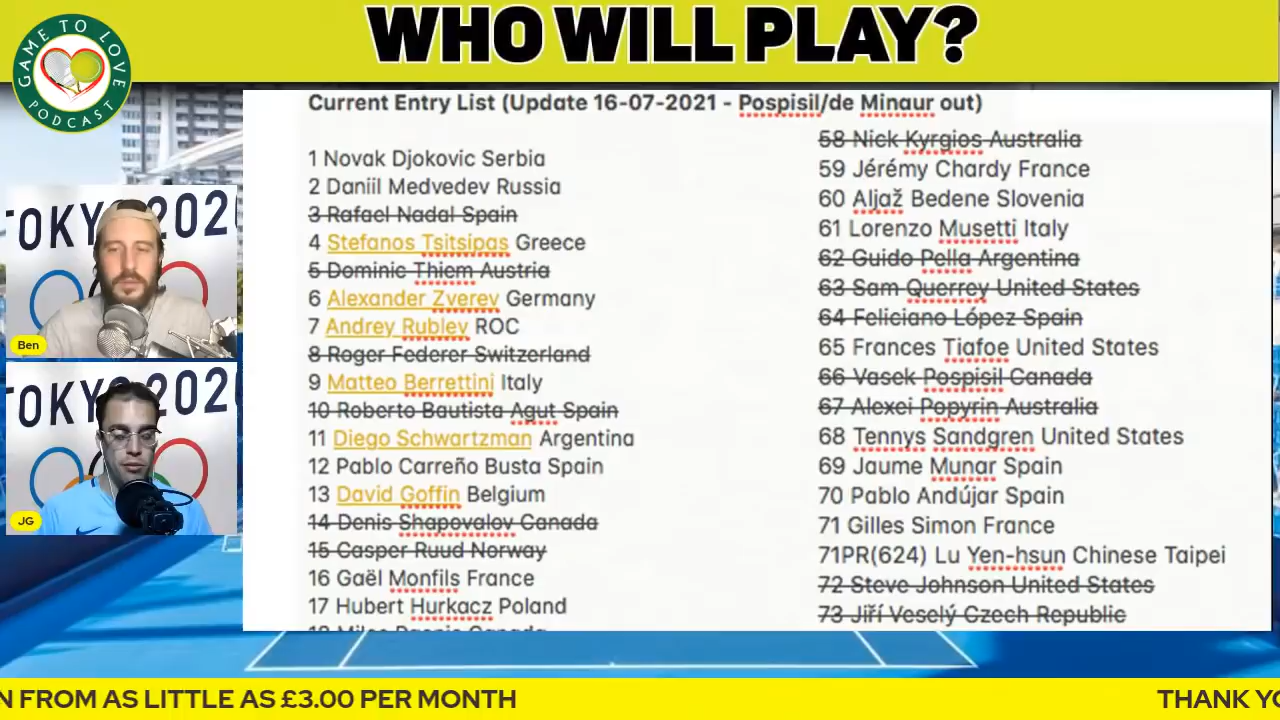 WHO WILL PLAY?
GAME TO LOVE
PODCAST
Current Entry List (Update 16-07-2021 - Pospisil/de Minaur out)
1 Novak Djokovic Serbia
2 Daniil Medvedev Russia
3 Rafael Nadal Spain
4 Stefanos Tsitsipas Greece
5 Dominic Thiem Austria
6 Alexander Zverev Germany
7 Andrey Rublev ROC
8 Roger Federer Switzerland
9 Matteo Berrettini Italy
10 Roberto Bautista Agut Spain
11 Diego Schwartzman Argentina
12 Pablo Carreño Busta Spain
13 David Goffin Belgium
14 Denis Shapovalov Canada
15 Casper Ruud Norway
16 Gaël Monfils France
17 Hubert Hurkacz Poland
18 Milos Raonic Canada
58 Nick Kyrgios Australia
59 Jérémy Chardy France
60 Aljaž Bedene Slovenia
61 Lorenzo Musetti Italy
62 Guido Pella Argentina
63 Sam Querrey United States
64 Feliciano López Spain
65 Frances Tiafoe United States
66 Vasek Pospisil Canada
67 Alexei Popyrin Australia
68 Tennys Sandgren United States
69 Jaume Munar Spain
70 Pablo Andújar Spain
71 Gilles Simon France
71PR(624) Lu Yen-hsun Chinese Taipei
72 Steve Johnson United States
73 Jiří Veselý Czech Republic
TOKYO 202
Ben
TOKYO 202
JG
N FROM AS LITTLE AS £3.00 PER MONTH
THANK YO